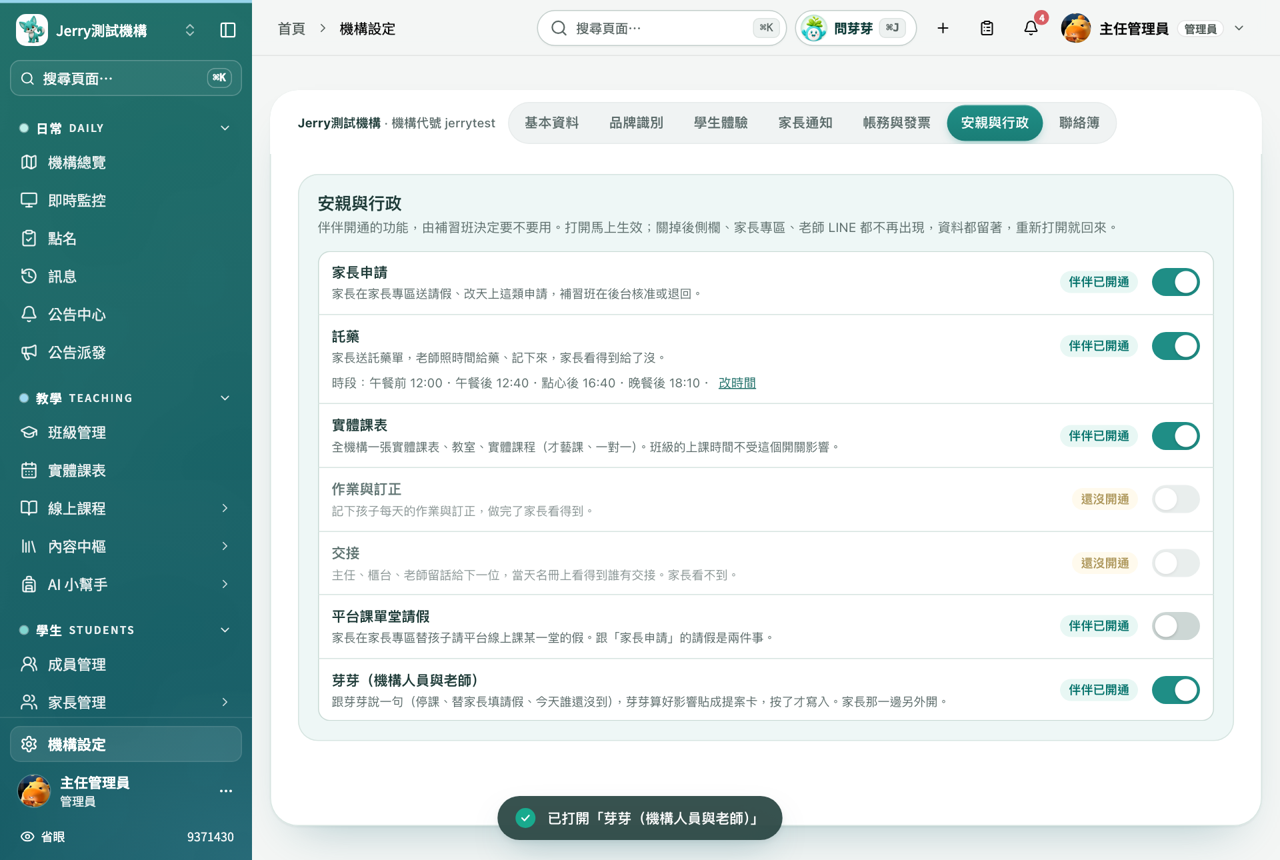 Jerry測試機構
搜尋頁面… ⌘K
日常 DAILY
機構總覽
即時監控
點名
訊息
公告中心
公告派發
教學 TEACHING
班級管理
實體課表
線上課程
內容中樞
AI 小幫手
學生 STUDENTS
成員管理
家長管理
機構設定
主任管理員
管理員
省眼 9371430
首頁 > 機構設定
搜尋頁面… ⌘K
問芽芽 ⌘J
4
主任管理員 管理員
Jerry測試機構 · 機構代號 jerrytest
基本資料 品牌識別 學生體驗 家長通知 帳務與發票 安親與行政 聯絡簿
安親與行政
伴伴開通的功能，由補習班決定要不要用。打開馬上生效；關掉後側欄、家長專區、老師 LINE 都不再出現，資料都留著，重新打開就回來。
家長申請
家長在家長專區送請假、改天上這類申請，補習班在後台核准或退回。
伴伴已開通
託藥
家長送託藥單，老師照時間給藥、記下來，家長看得到給了沒。
時段：午餐前 12:00 · 午餐後 12:40 · 點心後 16:40 · 晚餐後 18:10 · 改時間
伴伴已開通
實體課表
全機構一張實體課表、教室、實體課程（才藝課、一對一）。班級的上課時間不受這個開關影響。
伴伴已開通
作業與訂正
記下孩子每天的作業與訂正，做完了家長看得到。
還沒開通
交接
主任、櫃台、老師留話給下一位，當天名冊上看得到誰有交接。家長看不到。
還沒開通
平台課單堂請假
家長在家長專區替孩子請平台線上課某一堂的假。跟「家長申請」的請假是兩件事。
伴伴已開通
芽芽（機構人員與老師）
跟芽芽說一句（停課、替家長填請假、今天誰還沒到），芽芽算好影響貼成提案卡，按了才寫入。家長那一邊另外開。
伴伴已開通
已打開「芽芽（機構人員與老師）」